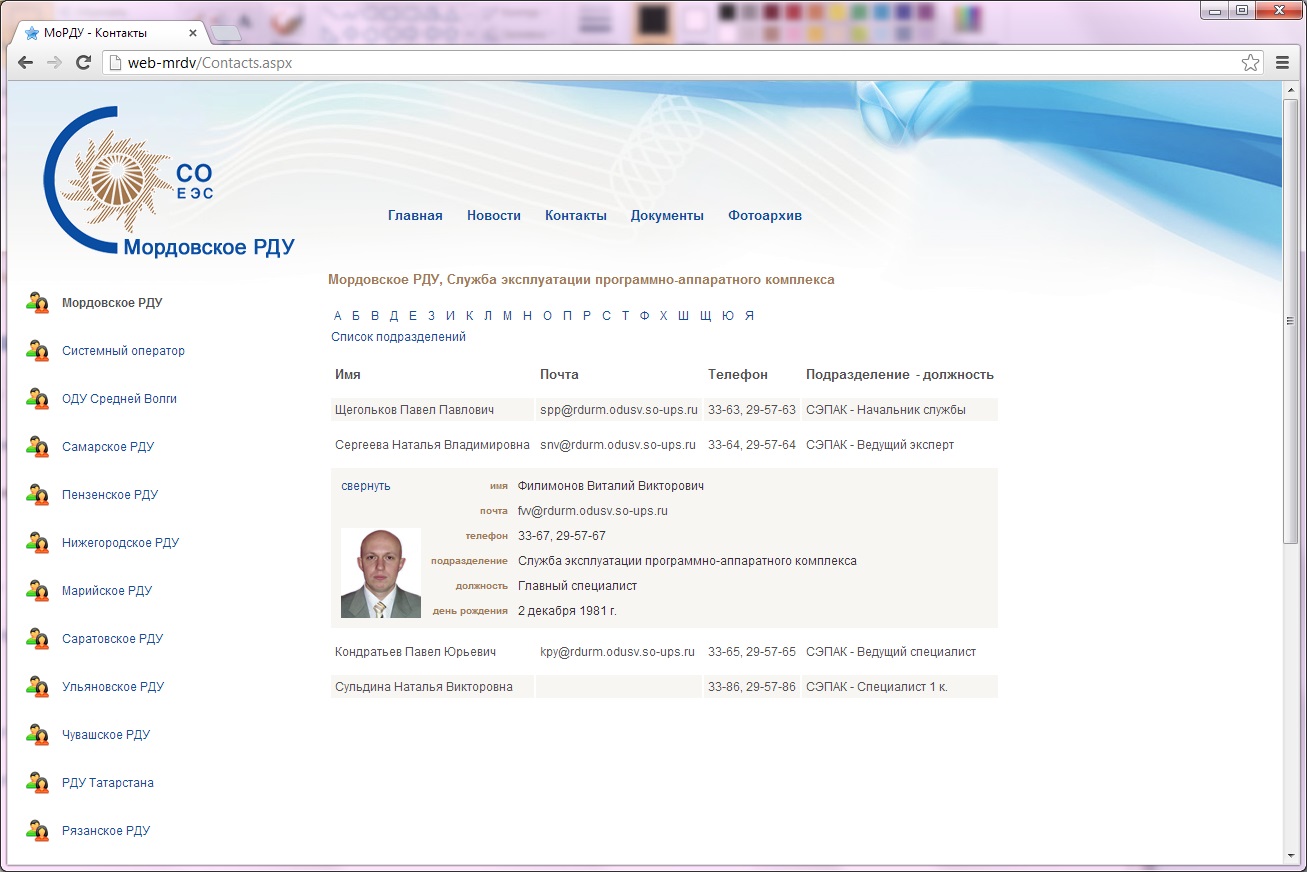 МоРДУ - Контакты
web-mrdv/Contacts.aspx
СО
ЕЭС
Мордовское РДУ
Главная Новости Контакты Документы Фотоархив
Мордовское РДУ
Системный оператор
ОДУ Средней Волги
Самарское РДУ
Пензенское РДУ
Нижегородское РДУ
Марийское РДУ
Саратовское РДУ
Ульяновское РДУ
Чувашское РДУ
РДУ Татарстана
Рязанское РДУ
Мордовское РДУ, Служба эксплуатации программно-аппаратного комплекса
А Б В Д Е З И К Л М Н О П Р С Т Ф Х Ш Щ Ю Я
Список подразделений
Имя Почта Телефон Подразделение - должность
Щегольков Павел Павлович spp@rdurm.odusv.so-ups.ru 33-63, 29-57-63 СЭПАК - Начальник службы
Сергеева Наталья Владимировна snv@rdurm.odusv.so-ups.ru 33-64, 29-57-64 СЭПАК - Ведущий эксперт
свернуть имя Филимонов Виталий Викторович
почта fvv@rdurm.odusv.so-ups.ru
телефон 33-67, 29-57-67
подразделение Служба эксплуатации программно-аппаратного комплекса
должность Главный специалист
день рождения 2 декабря 1981 г.
Кондратьев Павел Юрьевич kpy@rdurm.odusv.so-ups.ru 33-65, 29-57-65 СЭПАК - Ведущий специалист
Сульдина Наталья Викторовна 33-86, 29-57-86 СЭПАК - Специалист 1 к.